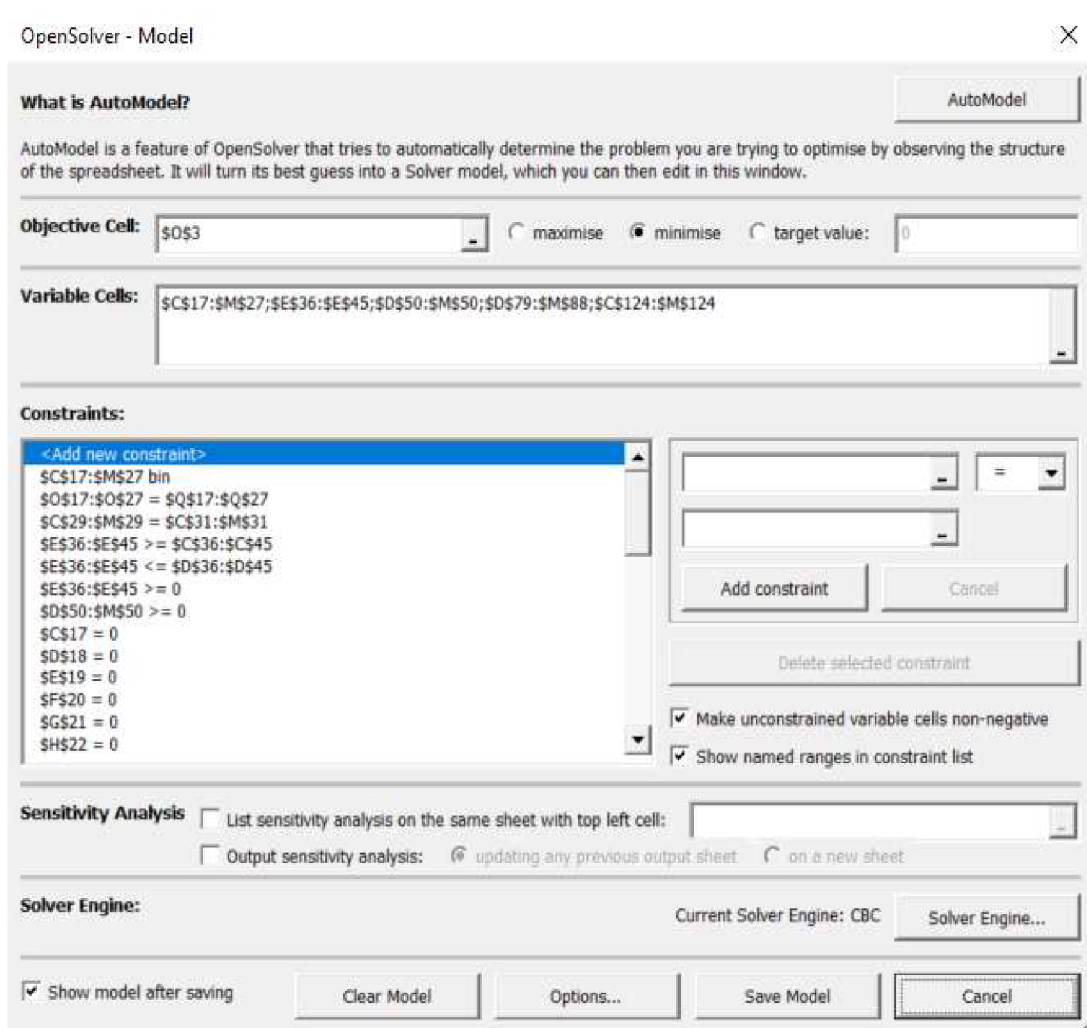 OpenSolver - Model
What is AutoModel?
AutoModel
AutoModel is a feature of OpenSolver that tries to automatically determine the problem you are trying to optimise by observing the structure
of the spreadsheet. It will turn its best guess into a Solver model, which you can then edit in this window.
Objective Cell: $O$3 maximise minimise target value: 0
Variable Cells: $C$17:$M$27;$E$36:$E$45;$D$50:$M$50;$D$79:$M$88;$C$124:$M$124
Constraints:
<Add new constraint>
$C$17:$M$27 bin
$O$17:$O$27 = $Q$17:$Q$27
$C$29:$M$29 = $C$31:$M$31
$E$36:$E$45 >= $C$36:$C$45
$E$36:$E$45 <= $D$36:$D$45
$E$36:$E$45 >= 0
$D$50:$M$50 >= 0
$C$17 = 0
$D$18 = 0
$E$19 = 0
$F$20 = 0
$G$21 = 0
$H$22 = 0
=
Add constraint Cancel
Delete selected constraint
Make unconstrained variable cells non-negative
Show named ranges in constraint list
Sensitivity Analysis List sensitivity analysis on the same sheet with top left cell:
Output sensitivity analysis: updating any previous output sheet on a new sheet
Solver Engine:
Current Solver Engine: CBC Solver Engine...
Show model after saving Clear Model Options... Save Model Cancel